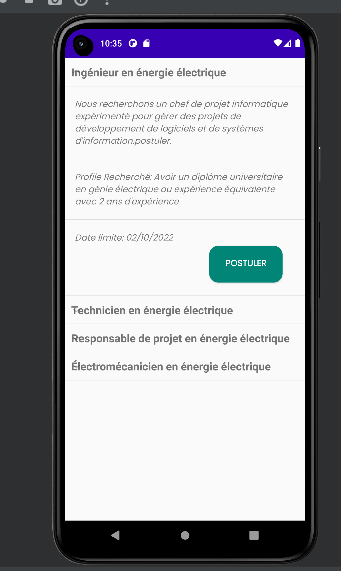 10:35
Ingénieur en énergie électrique
Nous recherchons un chef de projet informatique
expérimenté pour gérer des projets de
développement de logiciels et de systèmes
d'information.postuler.
Profile Recherché: Avoir un diplôme universitaire
en génie électrique ou expérience équivalente
avec 2 ans d'expérience
Date limite: 02/10/2022
POSTULER
Technicien en énergie électrique
Responsable de projet en énergie électrique
Électromécanicien en énergie électrique